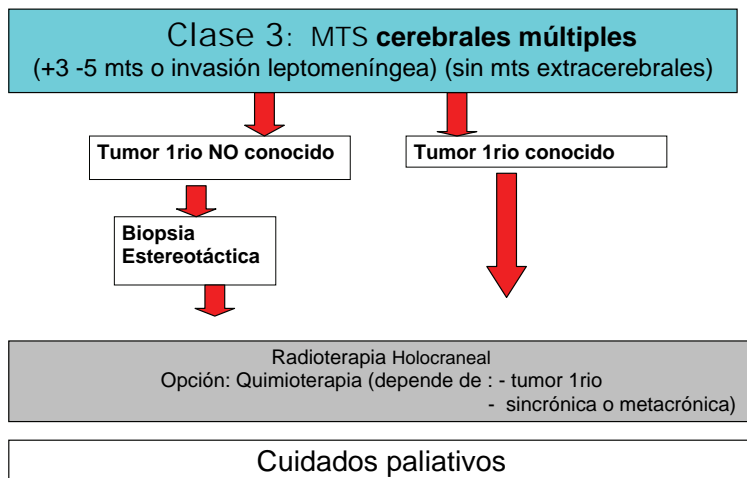 Clase 3: MTS cerebrales múltiples
(+3 -5 mts o invasión leptomeníngea) (sin mts extracerebrales)
Tumor 1rio NO conocido
Tumor 1rio conocido
Biopsia
Estereotáctica
Radioterapia Holocraneal
Opción: Quimioterapia (depende de : - tumor 1rio
- sincrónica o metacrónica)
Cuidados paliativos